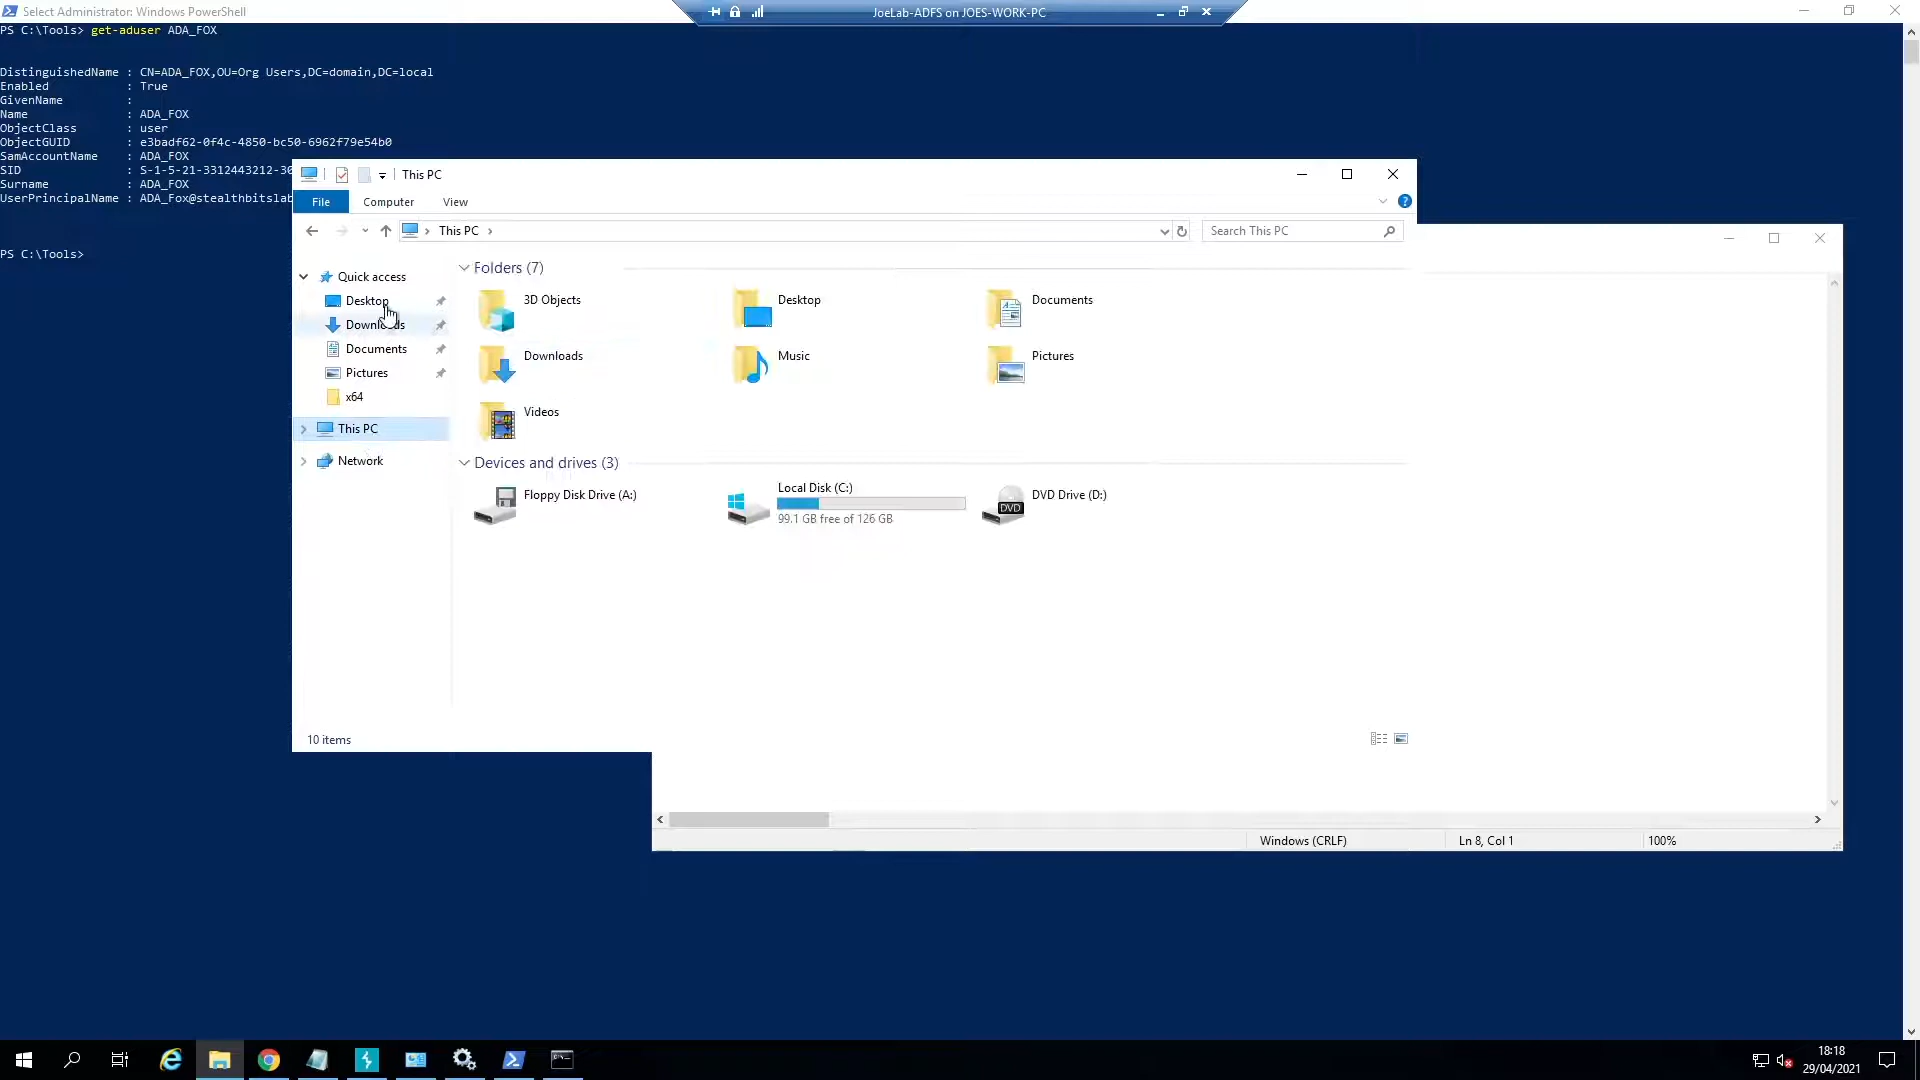 Select Administrator: Windows PowerShell
JoeLab-ADFS on JOES-WORK-PC
PS C:\Tools> get-aduser ADA_FOX
DistinguishedName : CN=ADA_FOX,OU=Org Users,DC=domain,DC=local
Enabled : True
GivenName :
Name : ADA_FOX
ObjectClass : user
ObjectGUID : e3badf62-0f4c-4850-bc50-6962f79e54b0
SamAccountName : ADA_FOX
SID : S-1-5-21-3312443212-30
Surname : ADA_FOX
UserPrincipalName : ADA_Fox@stealthbitslab
PS C:\Tools>
This PC
File Computer View
This PC
Search This PC
Quick access
Desktop
Downloads
Documents
Pictures
x64
This PC
Network
Folders (7)
3D Objects
Desktop
Documents
Downloads
Music
Pictures
Videos
Devices and drives (3)
Floppy Disk Drive (A:)
Local Disk (C:)
99.1 GB free of 126 GB
DVD
DVD Drive (D:)
10 items
Windows (CRLF) Ln 8, Col 1 100%
18:18
29/04/2021